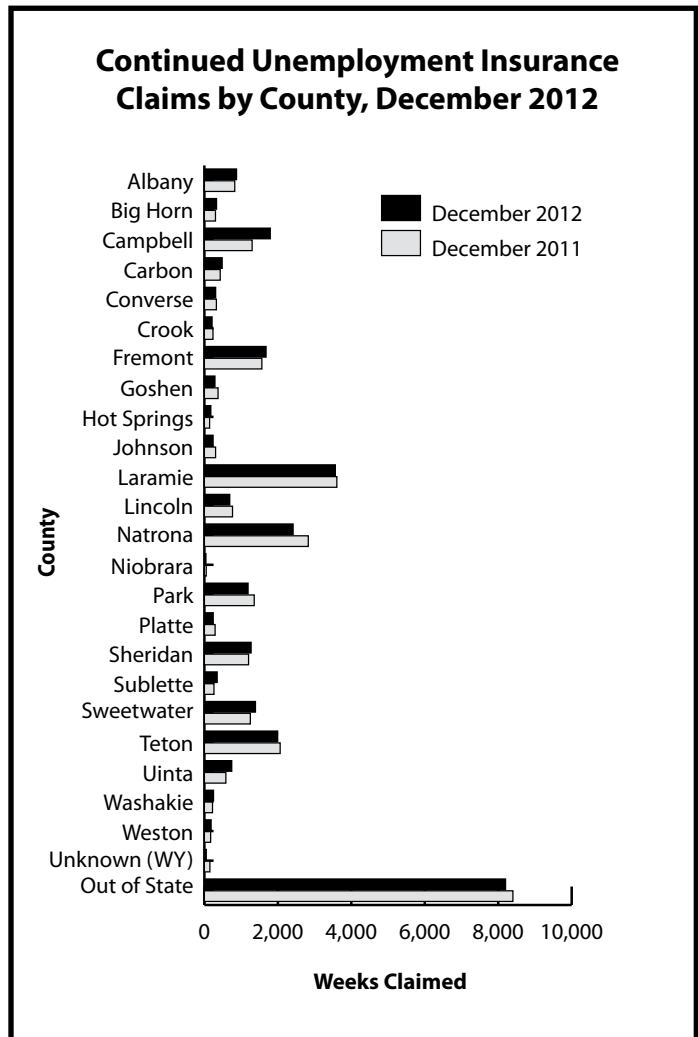 Continued Unemployment Insurance
Claims by County, December 2012
December 2012
December 2011
County
Albany
Big Horn
Campbell
Carbon
Converse
Crook
Fremont
Goshen
Hot Springs
Johnson
Laramie
Lincoln
Natrona
Niobrara
Park
Platte
Sheridan
Sublette
Sweetwater
Teton
Uinta
Washakie
Weston
Unknown (WY)
Out of State
0 2,000 4,000 6,000 8,000 10,000
Weeks Claimed